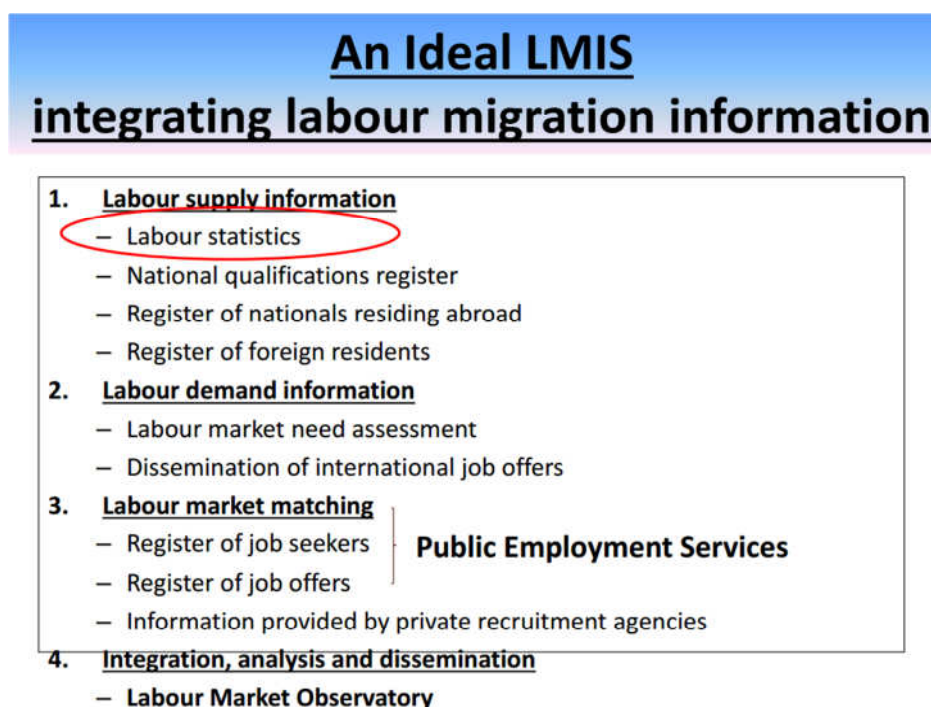 An Ideal LMIS
integrating labour migration information
1. Labour supply information
– Labour statistics
– National qualifications register
– Register of nationals residing abroad
– Register of foreign residents
2. Labour demand information
– Labour market need assessment
– Dissemination of international job offers
3. Labour market matching
– Register of job seekers
Public Employment Services
– Register of job offers
– Information provided by private recruitment agencies
4. Integration, analysis and dissemination
– Labour Market Observatory